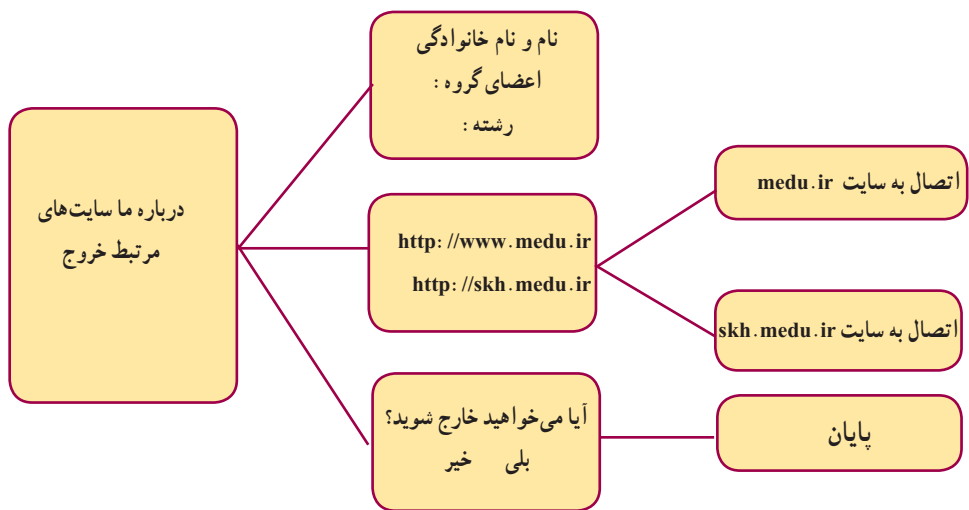 درباره ما سایت‌های
مرتبط خروج
نام و نام خانوادگی
اعضای گروه :
رشته :
http://www.medu.ir
http://skh.medu.ir
آیا می‌خواهید خارج شوید؟
بلی خیر
اتصال به سایت medu.ir
اتصال به سایت skh.medu.ir
پایان